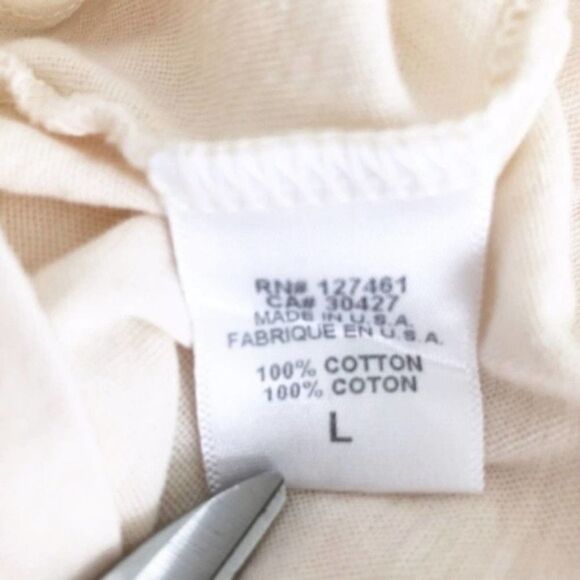 RN# 127461
CA# 30427
MADE IN U.S.A.
FABRIQUE EN U.S.A.
100% COTTON
100% COTON
L